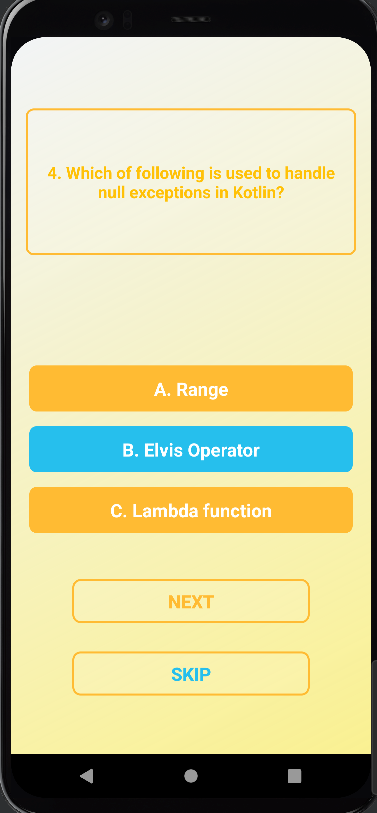 4. Which of following is used to handle
null exceptions in Kotlin?
A. Range
B. Elvis Operator
C. Lambda function
NEXT
SKIP